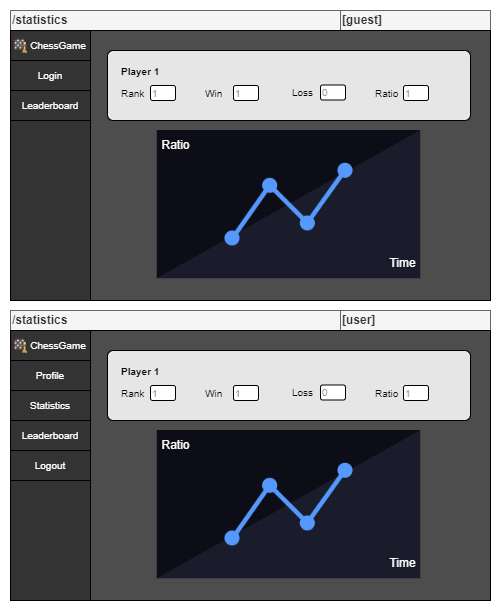 /statistics [guest]
ChessGame
Login
Leaderboard
Player 1
Rank 1 Win 1 Loss 0 Ratio 1
Ratio
Time
/statistics [user]
ChessGame
Profile
Statistics
Leaderboard
Logout
Player 1
Rank 1 Win 1 Loss 0 Ratio 1
Ratio
Time